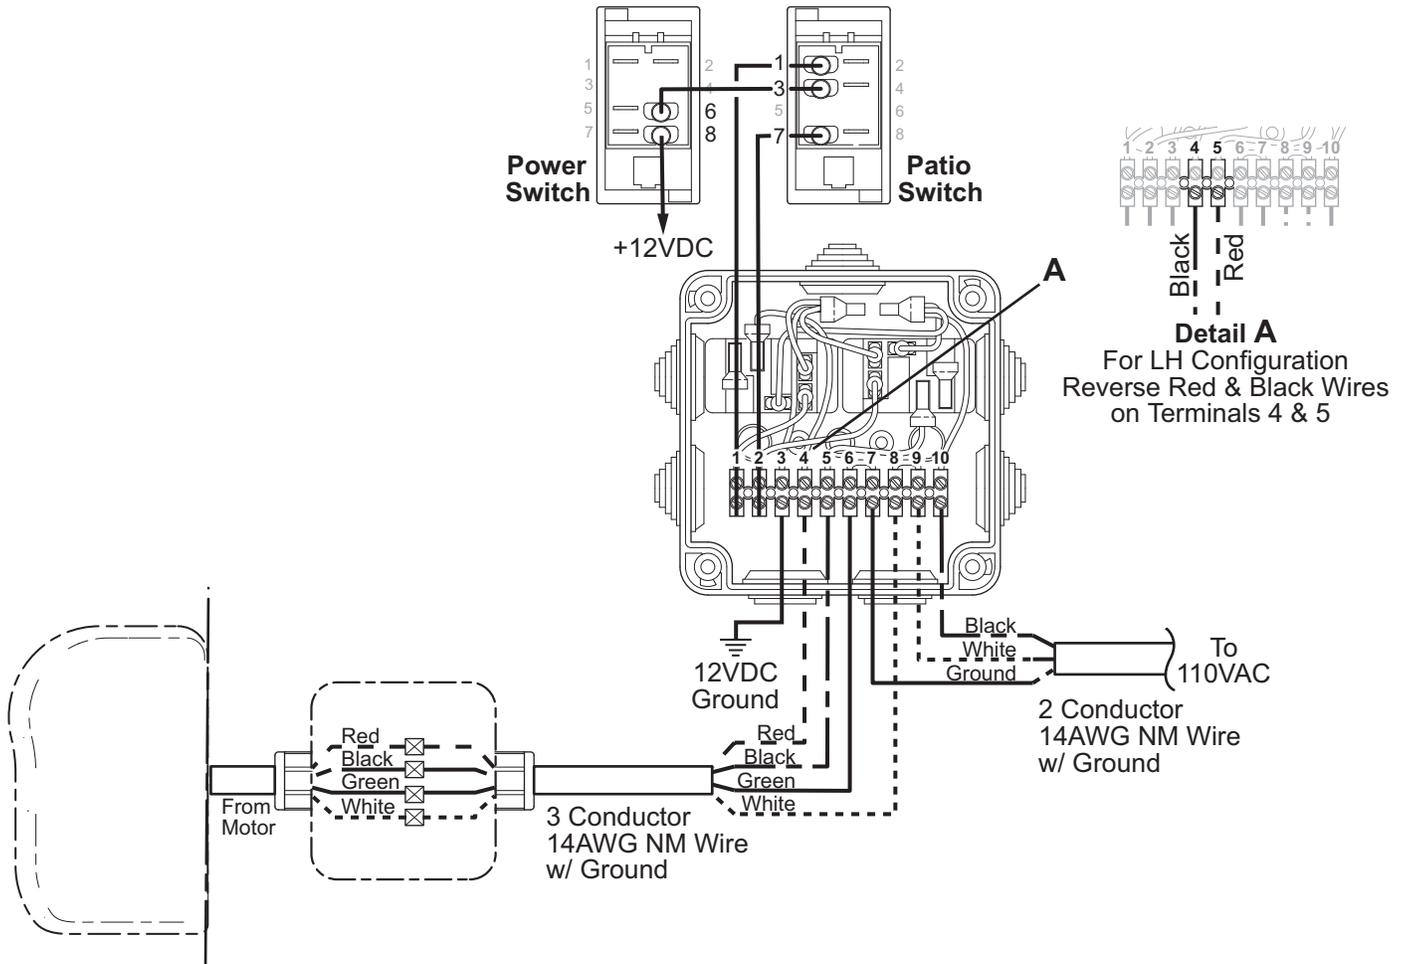 1 2
3 4
5 6
7 8
Power
Switch
+12VDC
1 2
3 4
5 6
7 8
Patio
Switch
1 2 3 4 5 6 7 8 9 10
Black
Red
Detail A
For LH Configuration
Reverse Red & Black Wires
on Terminals 4 & 5
A
1 2 3 4 5 6 7 8 9 10
12VDC
Ground
Black
White
Ground
To
110VAC
2 Conductor
14AWG NM Wire
w/ Ground
Red
Black
Green
White
From
Motor
Red
Black
Green
White
3 Conductor
14AWG NM Wire
w/ Ground